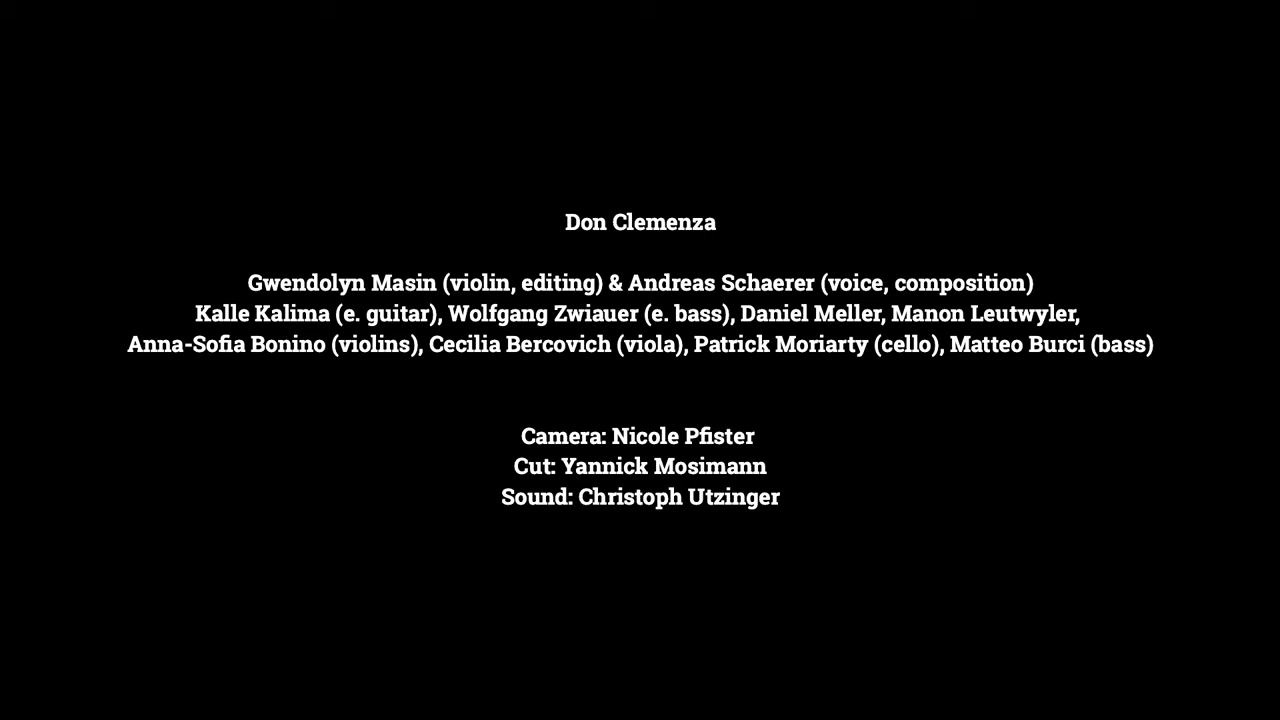 Don Clemenza
Gwendolyn Masin (violin, editing) & Andreas Schaerer (voice, composition)
Kalle Kalima (e. guitar), Wolfgang Zwiauer (e. bass), Daniel Meller, Manon Leutwyler,
Anna-Sofia Bonino (violins), Cecilia Bercovich (viola), Patrick Moriarty (cello), Matteo Burci (bass)
Camera: Nicole Pfister
Cut: Yannick Mosimann
Sound: Christoph Utzinger